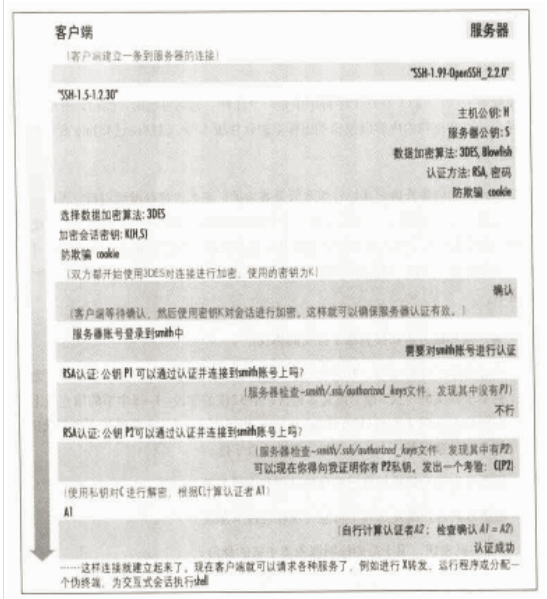 客户端
服务器
(客户端建立一条到服务器的连接)
"SSH-1.99-OpenSSH_2.2.0"
"SSH-1.5-1.2.30"
主机公钥: H
服务器公钥: S
数据加密算法: 3DES, Blowfish
认证方法: RSA, 密码
防欺骗 cookie
选择数据加密算法: 3DES
加密会话密钥: K(H,S)
防欺骗 cookie
(双方都开始使用3DES对连接进行加密, 使用的密钥为K)
确认
(客户端等待确认, 然后使用密钥K对会话进行加密。这样就可以确保服务器认证有效。)
服务器账号登录到smith中
需要对smith账号进行认证
RSA认证: 公钥 P1 可以通过认证并连接到smith账号上吗?
(服务器检查~smith/.ssh/authorized_keys文件, 发现其中没有P1)
不行
RSA认证: 公钥 P2可以通过认证并连接到smith账号上吗?
(服务器检查~smith/.ssh/authorized_keys文件, 发现其中有P2)
可以;现在你得向我证明你有 P2私钥。发出一个考验: C(P2)
(使用私钥对C进行解密, 根据C计算认证者 A1)
A1
(自行计算认证者A2; 检查确认 A1 = A2)
认证成功
……这样连接就建立起来了。现在客户端就可以请求各种服务了, 例如进行 X转发、运行程序或分配一
个伪终端, 为交互式会话执行shell